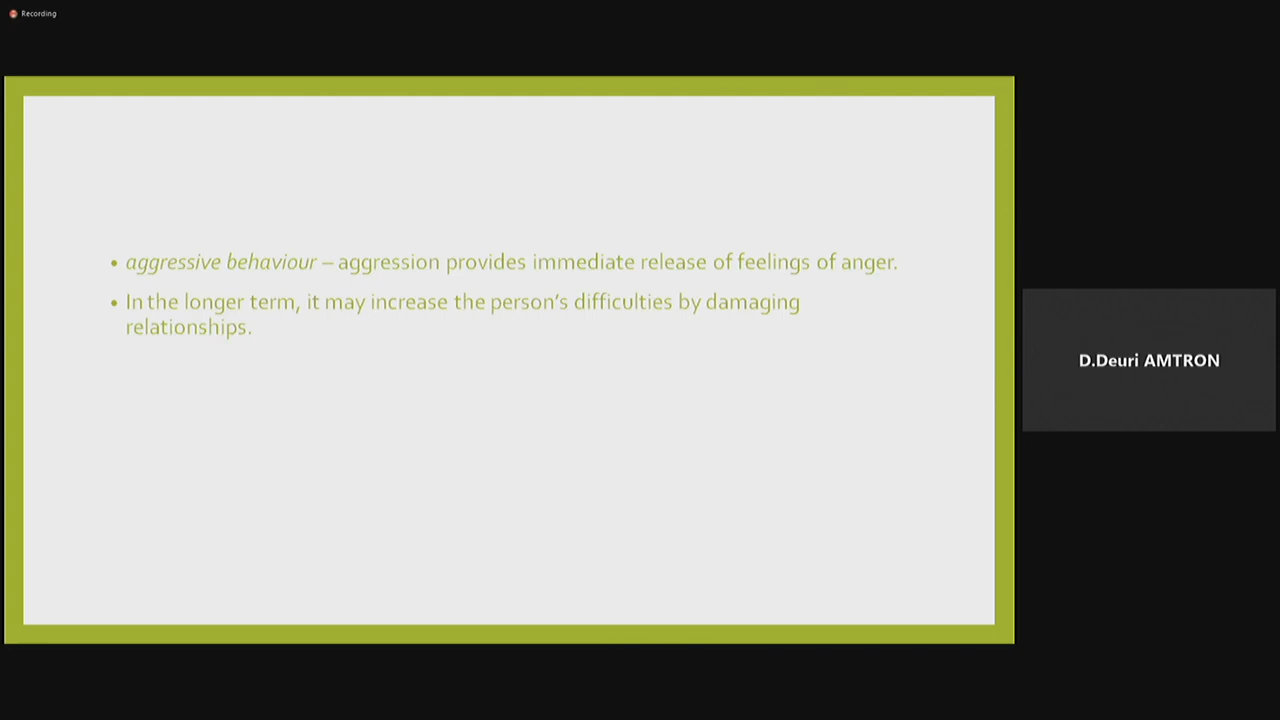 Recording
• aggressive behaviour – aggression provides immediate release of feelings of anger.
• In the longer term, it may increase the person’s difficulties by damaging
relationships.
D.Deuri AMTRON